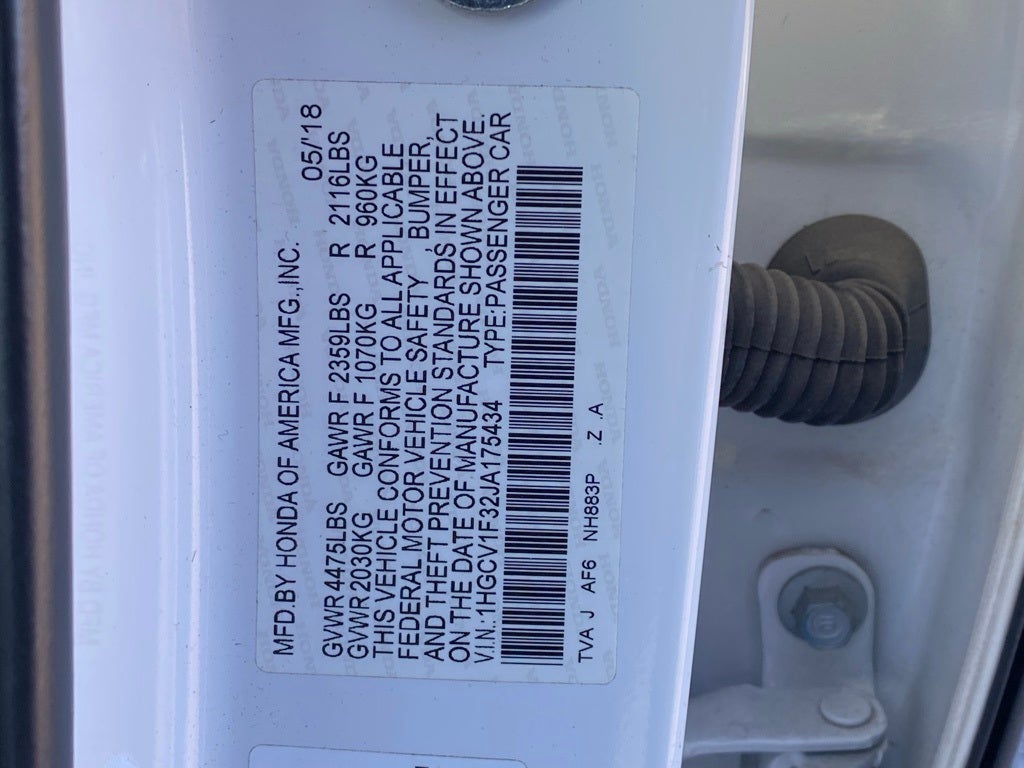 MFD.BY HONDA OF AMERICA MFG.,INC. 05/18
GVWR 4475LBS GAWR F 2359LBS R 2116LBS
GVWR 2030KG GAWR F 1070KG R 960KG
THIS VEHICLE CONFORMS TO ALL APPLICABLE
FEDERAL MOTOR VEHICLE SAFETY, BUMPER,
AND THEFT PREVENTION STANDARDS IN EFFECT
ON THE DATE OF MANUFACTURE SHOWN ABOVE.
V.I.N.:1HGCV1F32JA175434 TYPE:PASSENGER CAR
TVA J AF6 NH883P .Z A